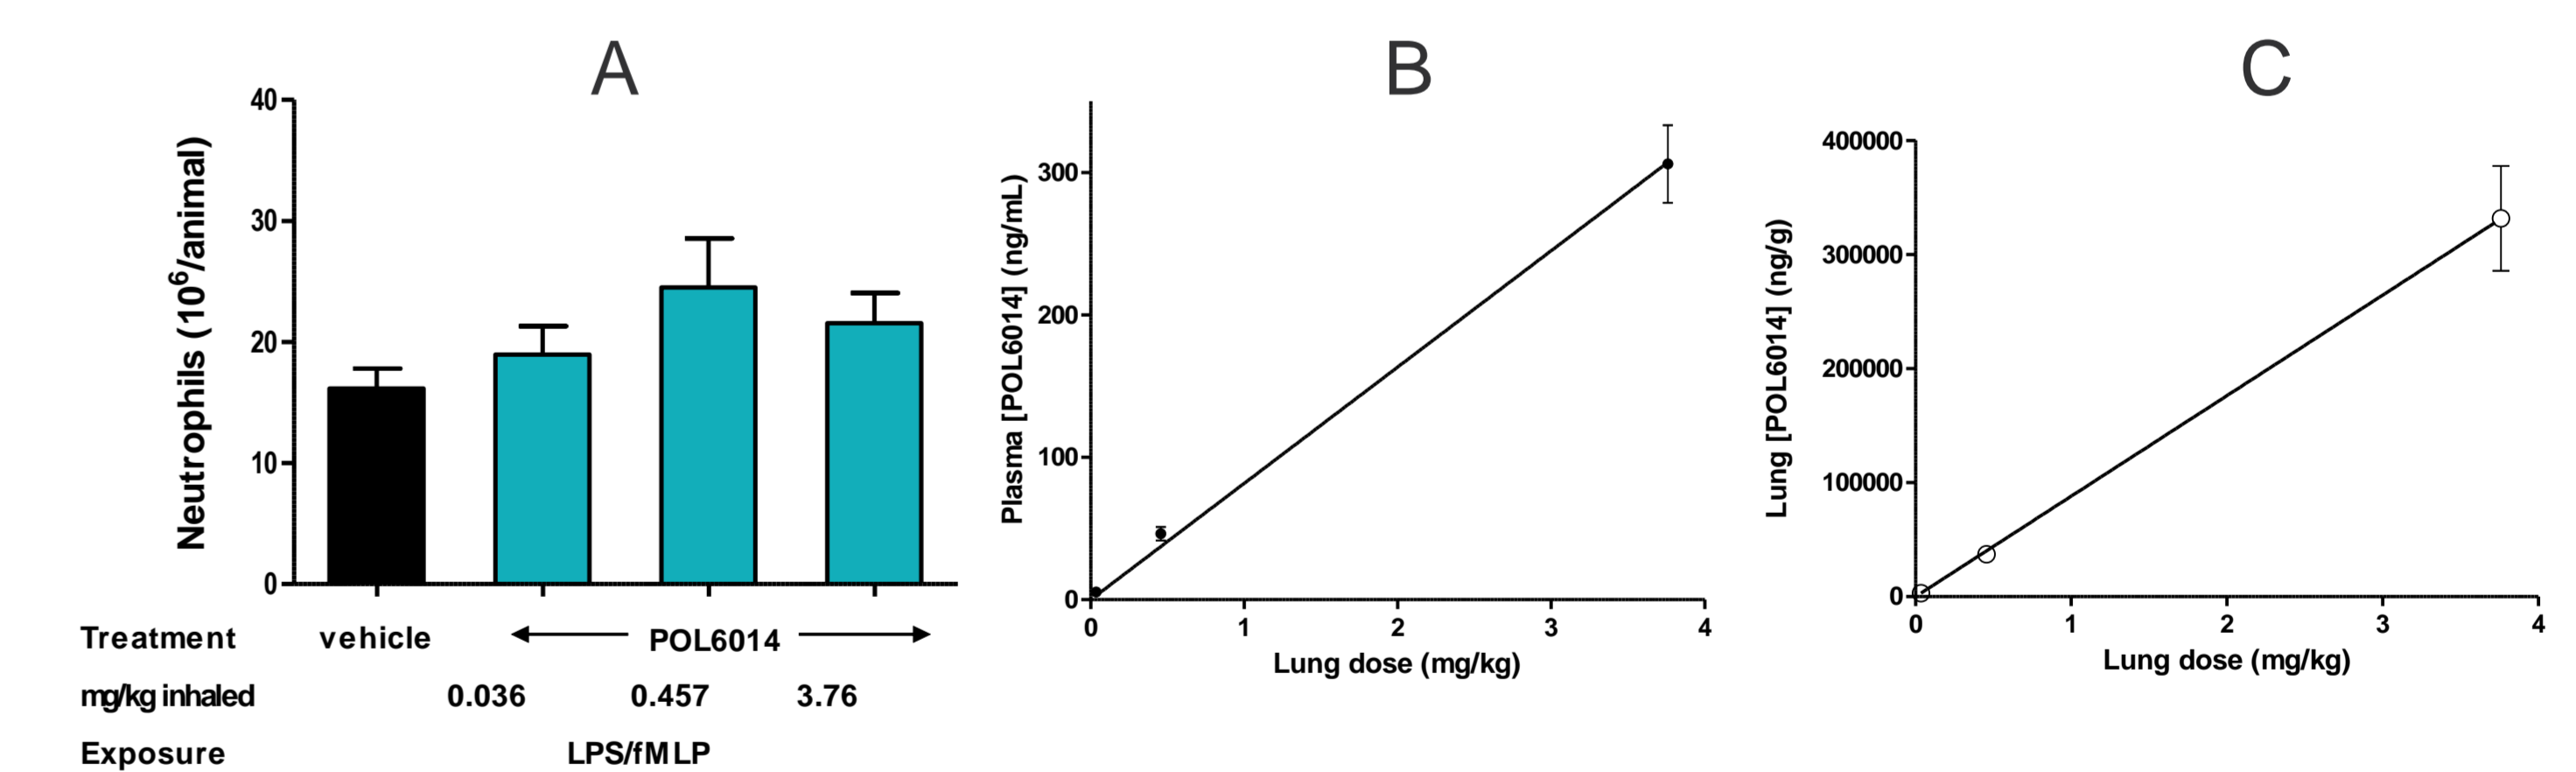 A
40
30
20
10
0
Neutrophils (10⁶/animal)
Treatment vehicle POL6014
mg/kg inhaled 0.036 0.457 3.76
Exposure LPS/fMLP
B
300
200
100
0
Plasma [POL6014] (ng/mL)
0 1 2 3 4
Lung dose (mg/kg)
C
400000
300000
200000
100000
0
Lung [POL6014] (ng/g)
0 1 2 3 4
Lung dose (mg/kg)